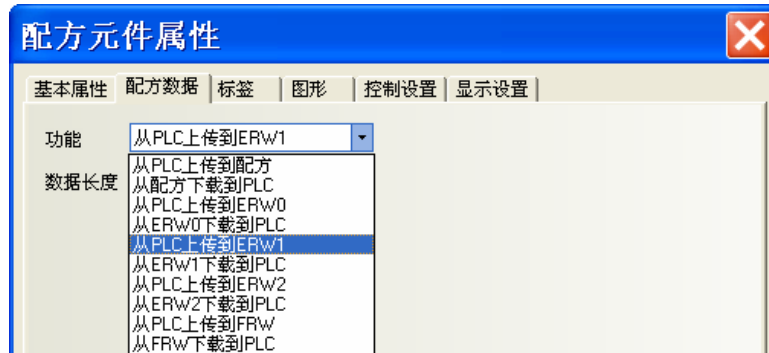 配方元件属性
基本属性 配方数据 标签 图形 控制设置 显示设置
功能 从PLC上传到ERW1
从PLC上传到配方
数据长度 从配方下载到PLC
从PLC上传到ERW0
从ERW0下载到PLC
从PLC上传到ERW1
从ERW1下载到PLC
从PLC上传到ERW2
从ERW2下载到PLC
从PLC上传到FRW
从FRW下载到PLC